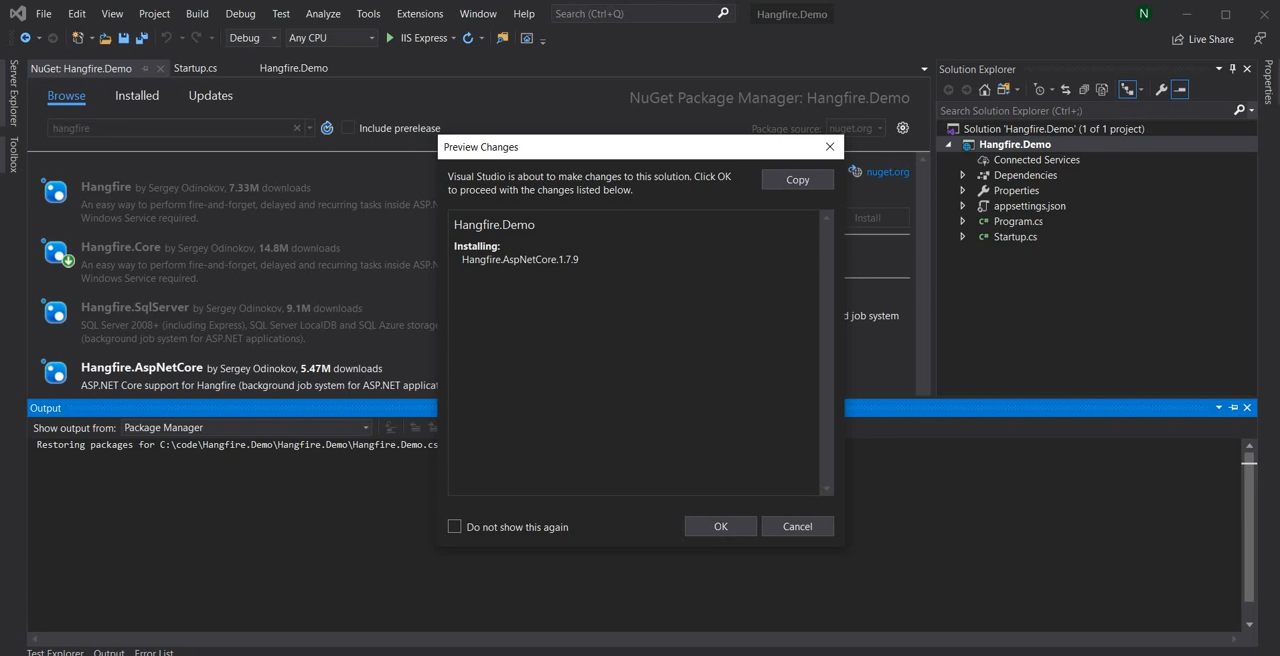 File Edit View Project Build Debug Test Analyze Tools Extensions Window Help Search (Ctrl+Q) Hangfire.Demo N
Debug Any CPU IIS Express Live Share
Server Explorer
Toolbox
NuGet: Hangfire.Demo Startup.cs Hangfire.Demo
Browse Installed Updates NuGet Package Manager: Hangfire.Demo
hangfire Include prerelease Package source: nuget.org
Hangfire by Sergey Odinokov, 7.33M downloads
An easy way to perform fire-and-forget, delayed and recurring tasks inside ASP.N
Windows Service required.
Hangfire.Core by Sergey Odinokov, 14.8M downloads
An easy way to perform fire-and-forget, delayed and recurring tasks inside ASP.N
Windows Service required.
Hangfire.SqlServer by Sergey Odinokov, 9.1M downloads
SQL Server 2008+ (including Express), SQL Server LocalDB and SQL Azure storage
(background job system for ASP.NET applications).
Hangfire.AspNetCore by Sergey Odinokov, 5.47M downloads
ASP.NET Core support for Hangfire (background job system for ASP.NET applicat
nuget.org
Install
d job system
Preview Changes
Visual Studio is about to make changes to this solution. Click OK
to proceed with the changes listed below.
Copy
Hangfire.Demo
Installing:
Hangfire.AspNetCore.1.7.9
Do not show this again
OK Cancel
Output
Show output from: Package Manager
Restoring packages for C:\code\Hangfire.Demo\Hangfire.Demo\Hangfire.Demo.cs
Solution Explorer
Search Solution Explorer (Ctrl+;)
Solution 'Hangfire.Demo' (1 of 1 project)
Hangfire.Demo
Connected Services
Dependencies
Properties
appsettings.json
Program.cs
Startup.cs
Properties
Test Explorer Output Error List